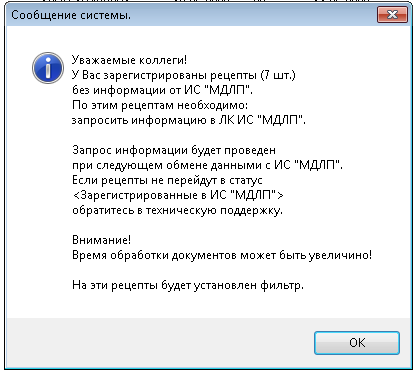 Сообщение системы.
Уважаемые коллеги!
У Вас зарегистрированы рецепты (7 шт.)
без информации от ИС "МДЛП".
По этим рецептам необходимо:
запросить информацию в ЛК ИС "МДЛП".
Запрос информации будет проведен
при следующем обмене данными с ИС "МДЛП".
Если рецепты не перейдут в статус
<Зарегистрированные в ИС "МДЛП">
обратитесь в техническую поддержку.
Внимание!
Время обработки документов может быть увеличино!
На эти рецепты будет установлен фильтр.
OK